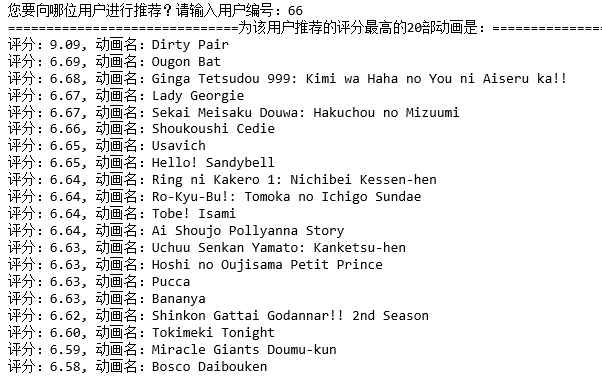 您要向哪位用户进行推荐？请输入用户编号：66
==============================为该用户推荐的评分最高的20部动画是：===============
评分：9.09, 动画名：Dirty Pair
评分：6.69, 动画名：Ougon Bat
评分：6.68, 动画名：Ginga Tetsudou 999: Kimi wa Haha no You ni Aiseru ka!!
评分：6.67, 动画名：Lady Georgie
评分：6.67, 动画名：Sekai Meisaku Douwa: Hakuchou no Mizuumi
评分：6.66, 动画名：Shoukoushi Cedie
评分：6.65, 动画名：Usavich
评分：6.65, 动画名：Hello! Sandybell
评分：6.64, 动画名：Ring ni Kakero 1: Nichibei Kessen-hen
评分：6.64, 动画名：Ro-Kyu-Bu!: Tomoka no Ichigo Sundae
评分：6.64, 动画名：Tobe! Isami
评分：6.64, 动画名：Ai Shoujo Pollyanna Story
评分：6.63, 动画名：Uchuu Senkan Yamato: Kanketsu-hen
评分：6.63, 动画名：Hoshi no Oujisama Petit Prince
评分：6.63, 动画名：Pucca
评分：6.63, 动画名：Bananya
评分：6.62, 动画名：Shinkon Gattai Godannar!! 2nd Season
评分：6.60, 动画名：Tokimeki Tonight
评分：6.59, 动画名：Miracle Giants Doumu-kun
评分：6.58, 动画名：Bosco Daibouken